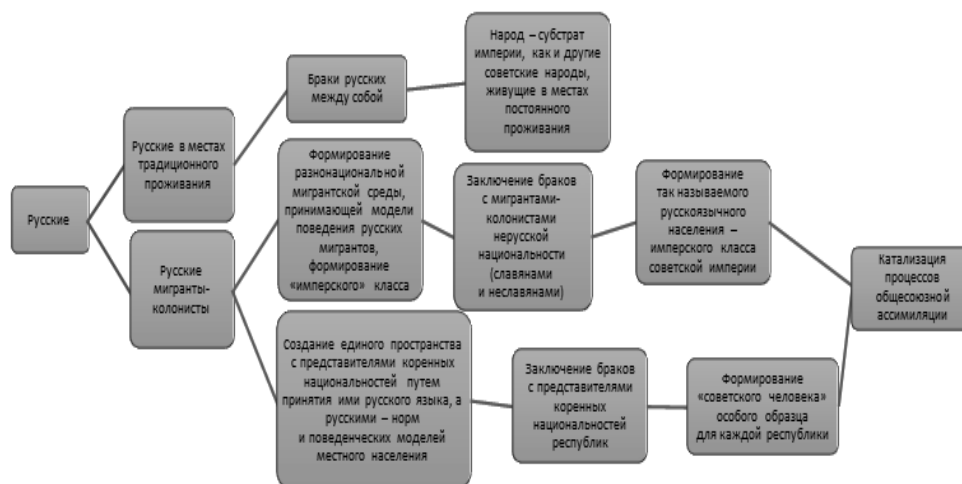 Русские
Русские в местах
традиционного
проживания
Русские
мигранты-
колонисты
Браки русских
между собой
Народ – субстрат
империи, как и другие
советские народы,
живущие в местах
постоянного
проживания
Формирование
разнонациональной
мигрантской среды,
принимающей модели
поведения русских
мигрантов,
формирование
«имперского» класса
Заключение браков
с мигрантами-
колонистами
нерусской
национальности
(славянами
и неславянами)
Формирование
так называемого
русскоязычного
населения –
имперского класса
советской империи
Создание единого пространства
с представителями коренных
национальностей путем
принятия ими русского языка, а
русскими – норм
и поведенческих моделей
местного населения
Заключение браков
с представителями
коренных
национальностей
республик
Формирование
«советского человека»
особого образца
для каждой республики
Катализация
процессов
общесоюзной
ассимиляции